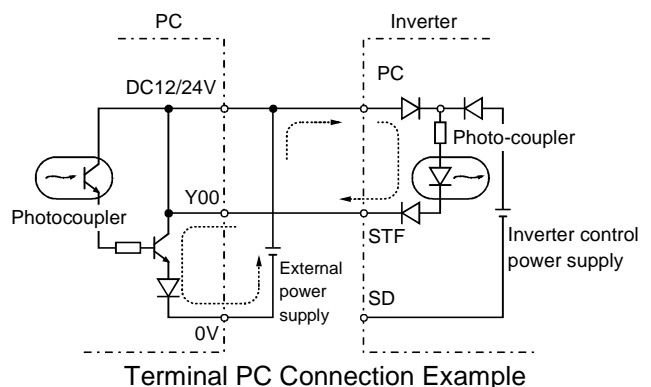 PC
Inverter
DC12/24V
PC
Photo-coupler
Photocoupler
Y00
STF
External
power
supply
Inverter control
power supply
SD
0V
Terminal PC Connection Example